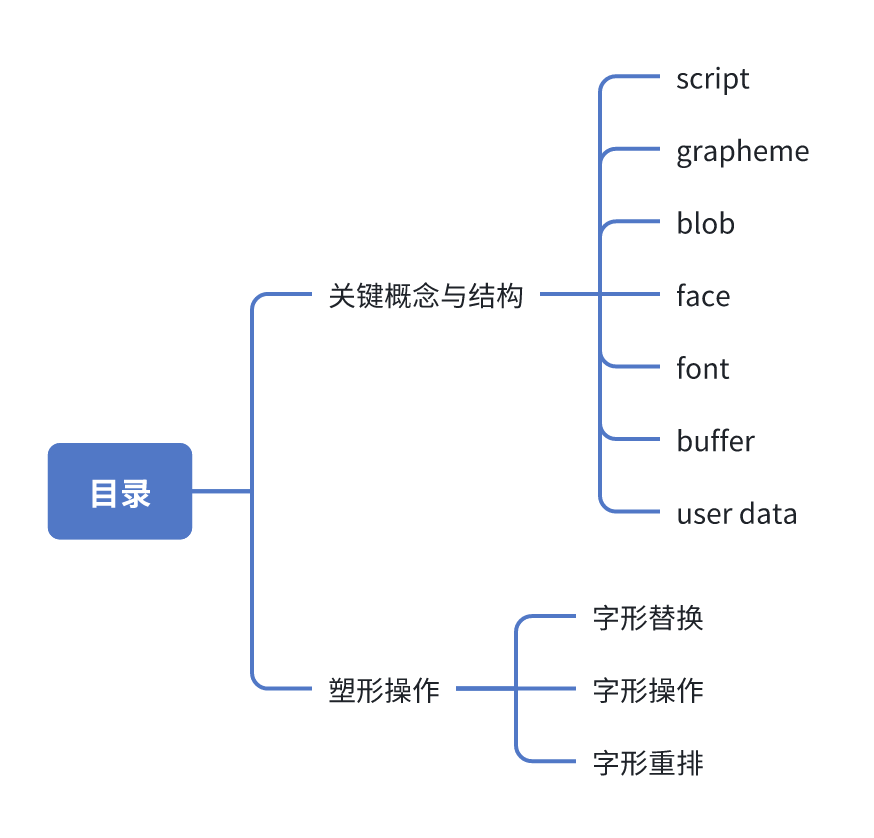 目录
关键概念与结构
script
grapheme
blob
face
font
buffer
user data
塑形操作
字形替换
字形操作
字形重排